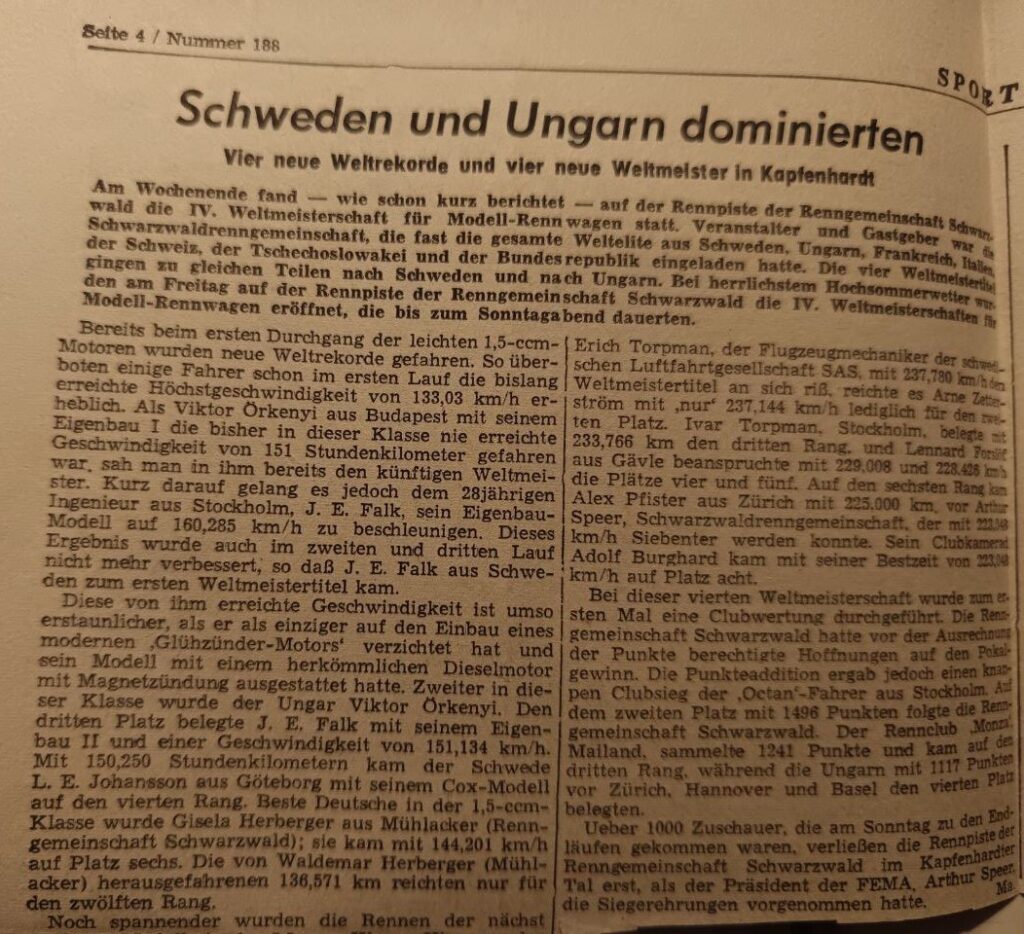 Seite 4 / Nummer 188
SPORT
Schweden und Ungarn dominierten
Vier neue Weltrekorde und vier neue Weltmeister in Kapfenhardt
Am Wochenende fand — wie schon kurz berichtet — auf der Rennpiste der Renngemeinschaft Schwarz-
wald die IV. Weltmeisterschaft für Modell-Rennwagen statt. Veranstalter und Gastgeber war die
Schwarzwaldrenngemeinschaft, die fast die gesamte Weltelite aus Schweden, Ungarn, Frankreich, Italien,
der Schweiz, der Tschechoslowakei und der Bundesrepublik eingeladen hatte. Die vier Weltmeistertitel
gingen zu gleichen Teilen nach Schweden und nach Ungarn. Bei herrlichstem Hochsommerwetter wur-
den am Freitag auf der Rennpiste der Renngemeinschaft Schwarzwald die IV. Weltmeisterschaften für
Modell-Rennwagen eröffnet, die bis zum Sonntagabend dauerten.
Bereits beim ersten Durchgang der leichten 1,5-ccm-
Motoren wurden neue Weltrekorde gefahren. So über-
boten einige Fahrer schon im ersten Lauf die bislang
erreichte Höchstgeschwindigkeit von 133,03 km/h er-
heblich. Als Viktor Örkenyi aus Budapest mit seinem
Eigenbau I die bisher in dieser Klasse nie erreichte
Geschwindigkeit von 151 Stundenkilometer gefahren
war, sah man in ihm bereits den künftigen Weltmei-
ster. Kurz darauf gelang es jedoch dem 28jährigen
Ingenieur aus Stockholm, J. E. Falk, sein Eigenbau-
Modell auf 160,285 km/h zu beschleunigen. Dieses
Ergebnis wurde auch im zweiten und dritten Lauf
nicht mehr verbessert, so daß J. E. Falk aus Schwe-
den zum ersten Weltmeistertitel kam.
Diese von ihm erreichte Geschwindigkeit ist umso
erstaunlicher, als er als einziger auf den Einbau eines
modernen ‚Glühzünder-Motors‘ verzichtet hat und
sein Modell mit einem herkömmlichen Dieselmotor
mit Magnetzündung ausgestattet hatte. Zweiter in die-
ser Klasse wurde der Ungar Viktor Örkenyi. Den
dritten Platz belegte J. E. Falk mit seinem Eigen-
bau II und einer Geschwindigkeit von 151,134 km/h.
Mit 150,250 Stundenkilometern kam der Schwede
L. E. Johansson aus Göteborg mit seinem Cox-Modell
auf den vierten Rang. Beste Deutsche in der 1,5-ccm-
Klasse wurde Gisela Herberger aus Mühlacker (Renn-
gemeinschaft Schwarzwald); sie kam mit 144,201 km/h
auf Platz sechs. Die von Waldemar Herberger (Mühl-
acker) herausgefahrenen 136,571 km reichten nur für
den zwölften Rang.
Noch spannender wurden die Rennen der nächst
Erich Torpman, der Flugzeugmechaniker der schwedi-
schen Luftfahrtgesellschaft SAS, mit 237,780 km/h den
Weltmeistertitel an sich riß, reichte es Arne Zetter-
ström mit ‚nur‘ 237,144 km/h lediglich für den zwei-
ten Platz. Ivar Torpman, Stockholm, belegte mit
233,766 km den dritten Rang, und Lennard
aus Gävle beanspruchte mit 229,008 und 228,426 km/h
die Plätze vier und fünf. Auf den sechsten Rang kam
Alex Pfister aus Zürich mit 225.000 km, vor Arthur
Speer, Schwarzwaldrenngemeinschaft, der mit
km/h Siebenter werden konnte. Sein Clubkamerad
Adolf Burghard kam mit seiner Bestzeit von
km/h auf Platz acht.
Bei dieser vierten Weltmeisterschaft wurde zum er-
sten Mal eine Clubwertung durchgeführt. Die Renn-
gemeinschaft Schwarzwald hatte vor der Ausrechnung
der Punkte berechtigte Hoffnungen auf den Pokal-
gewinn. Die Punkteaddition ergab jedoch einen knap-
pen Clubsieg der ‚Octan‘-Fahrer aus Stockholm. Auf
dem zweiten Platz mit 1496 Punkten folgte die Renn-
gemeinschaft Schwarzwald. Der Rennclub ‚Monza‘,
Mailand, sammelte 1241 Punkte und kam auf den
dritten Rang, während die Ungarn mit 1117 Punkten
vor Zürich, Hannover und Basel den vierten Platz
belegten.
Ueber 1000 Zuschauer, die am Sonntag zu den End-
läufen gekommen waren, verließen die Rennpiste der
Renngemeinschaft Schwarzwald im Kapfenhardter
Tal erst, als der Präsident der FEMA, Arthur Speer,
die Siegerehrungen vorgenommen hatte. Ma.